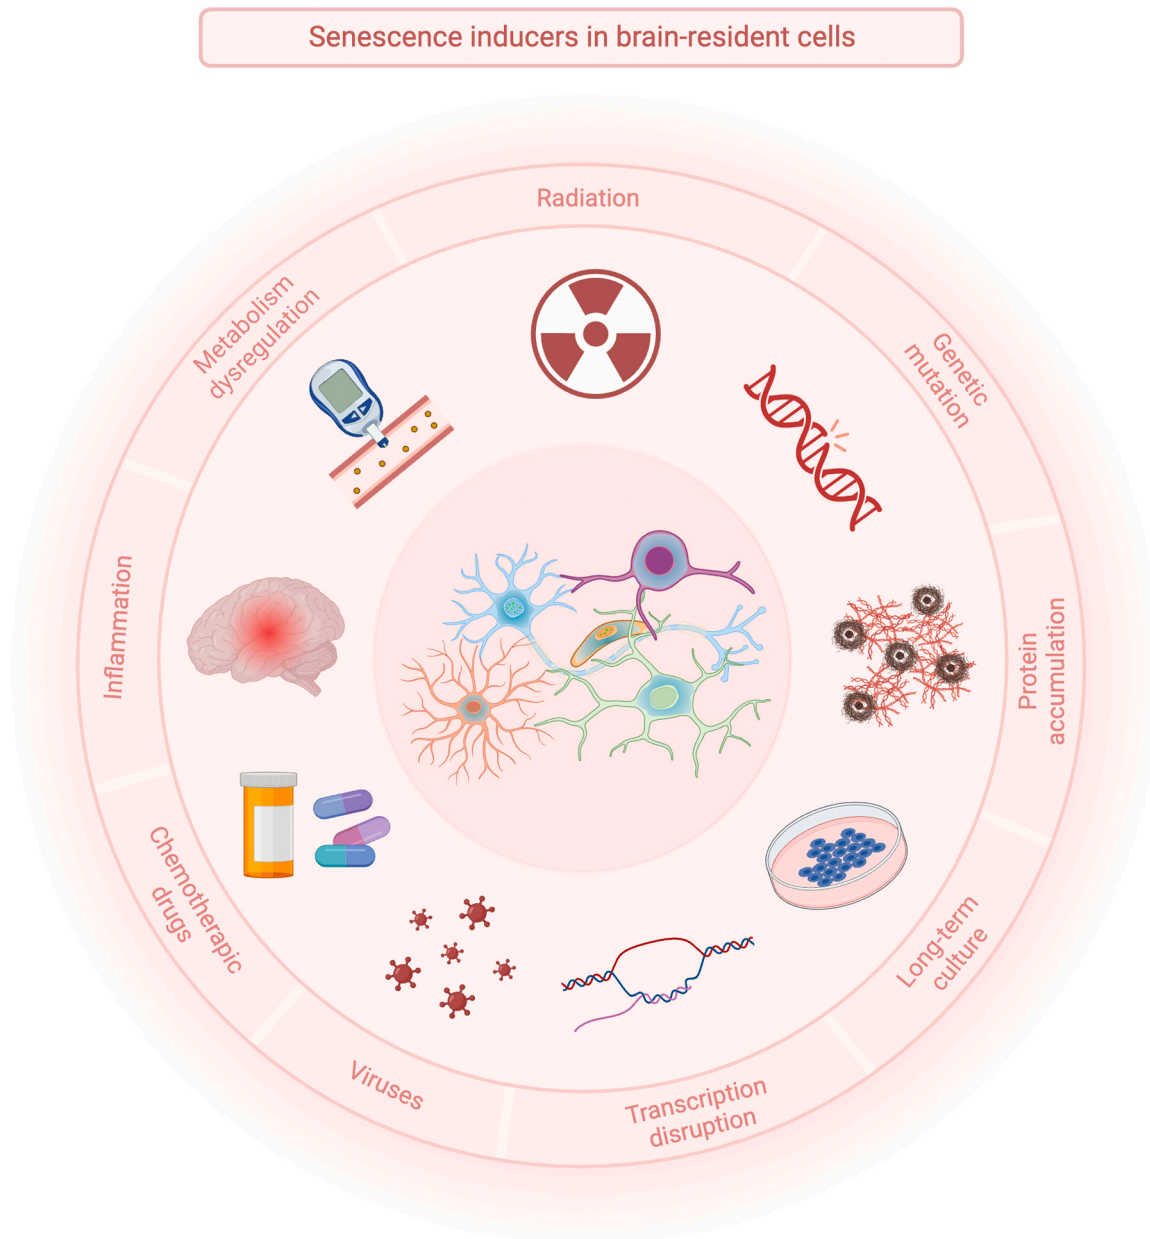 Senescence inducers in brain-resident cells
Radiation
Genetic
mutation
Protein
accumulation
Long-term
culture
Transcription
disruption
Viruses
Chemotherapic
drugs
Inflammation
Metabolism
dysregulation